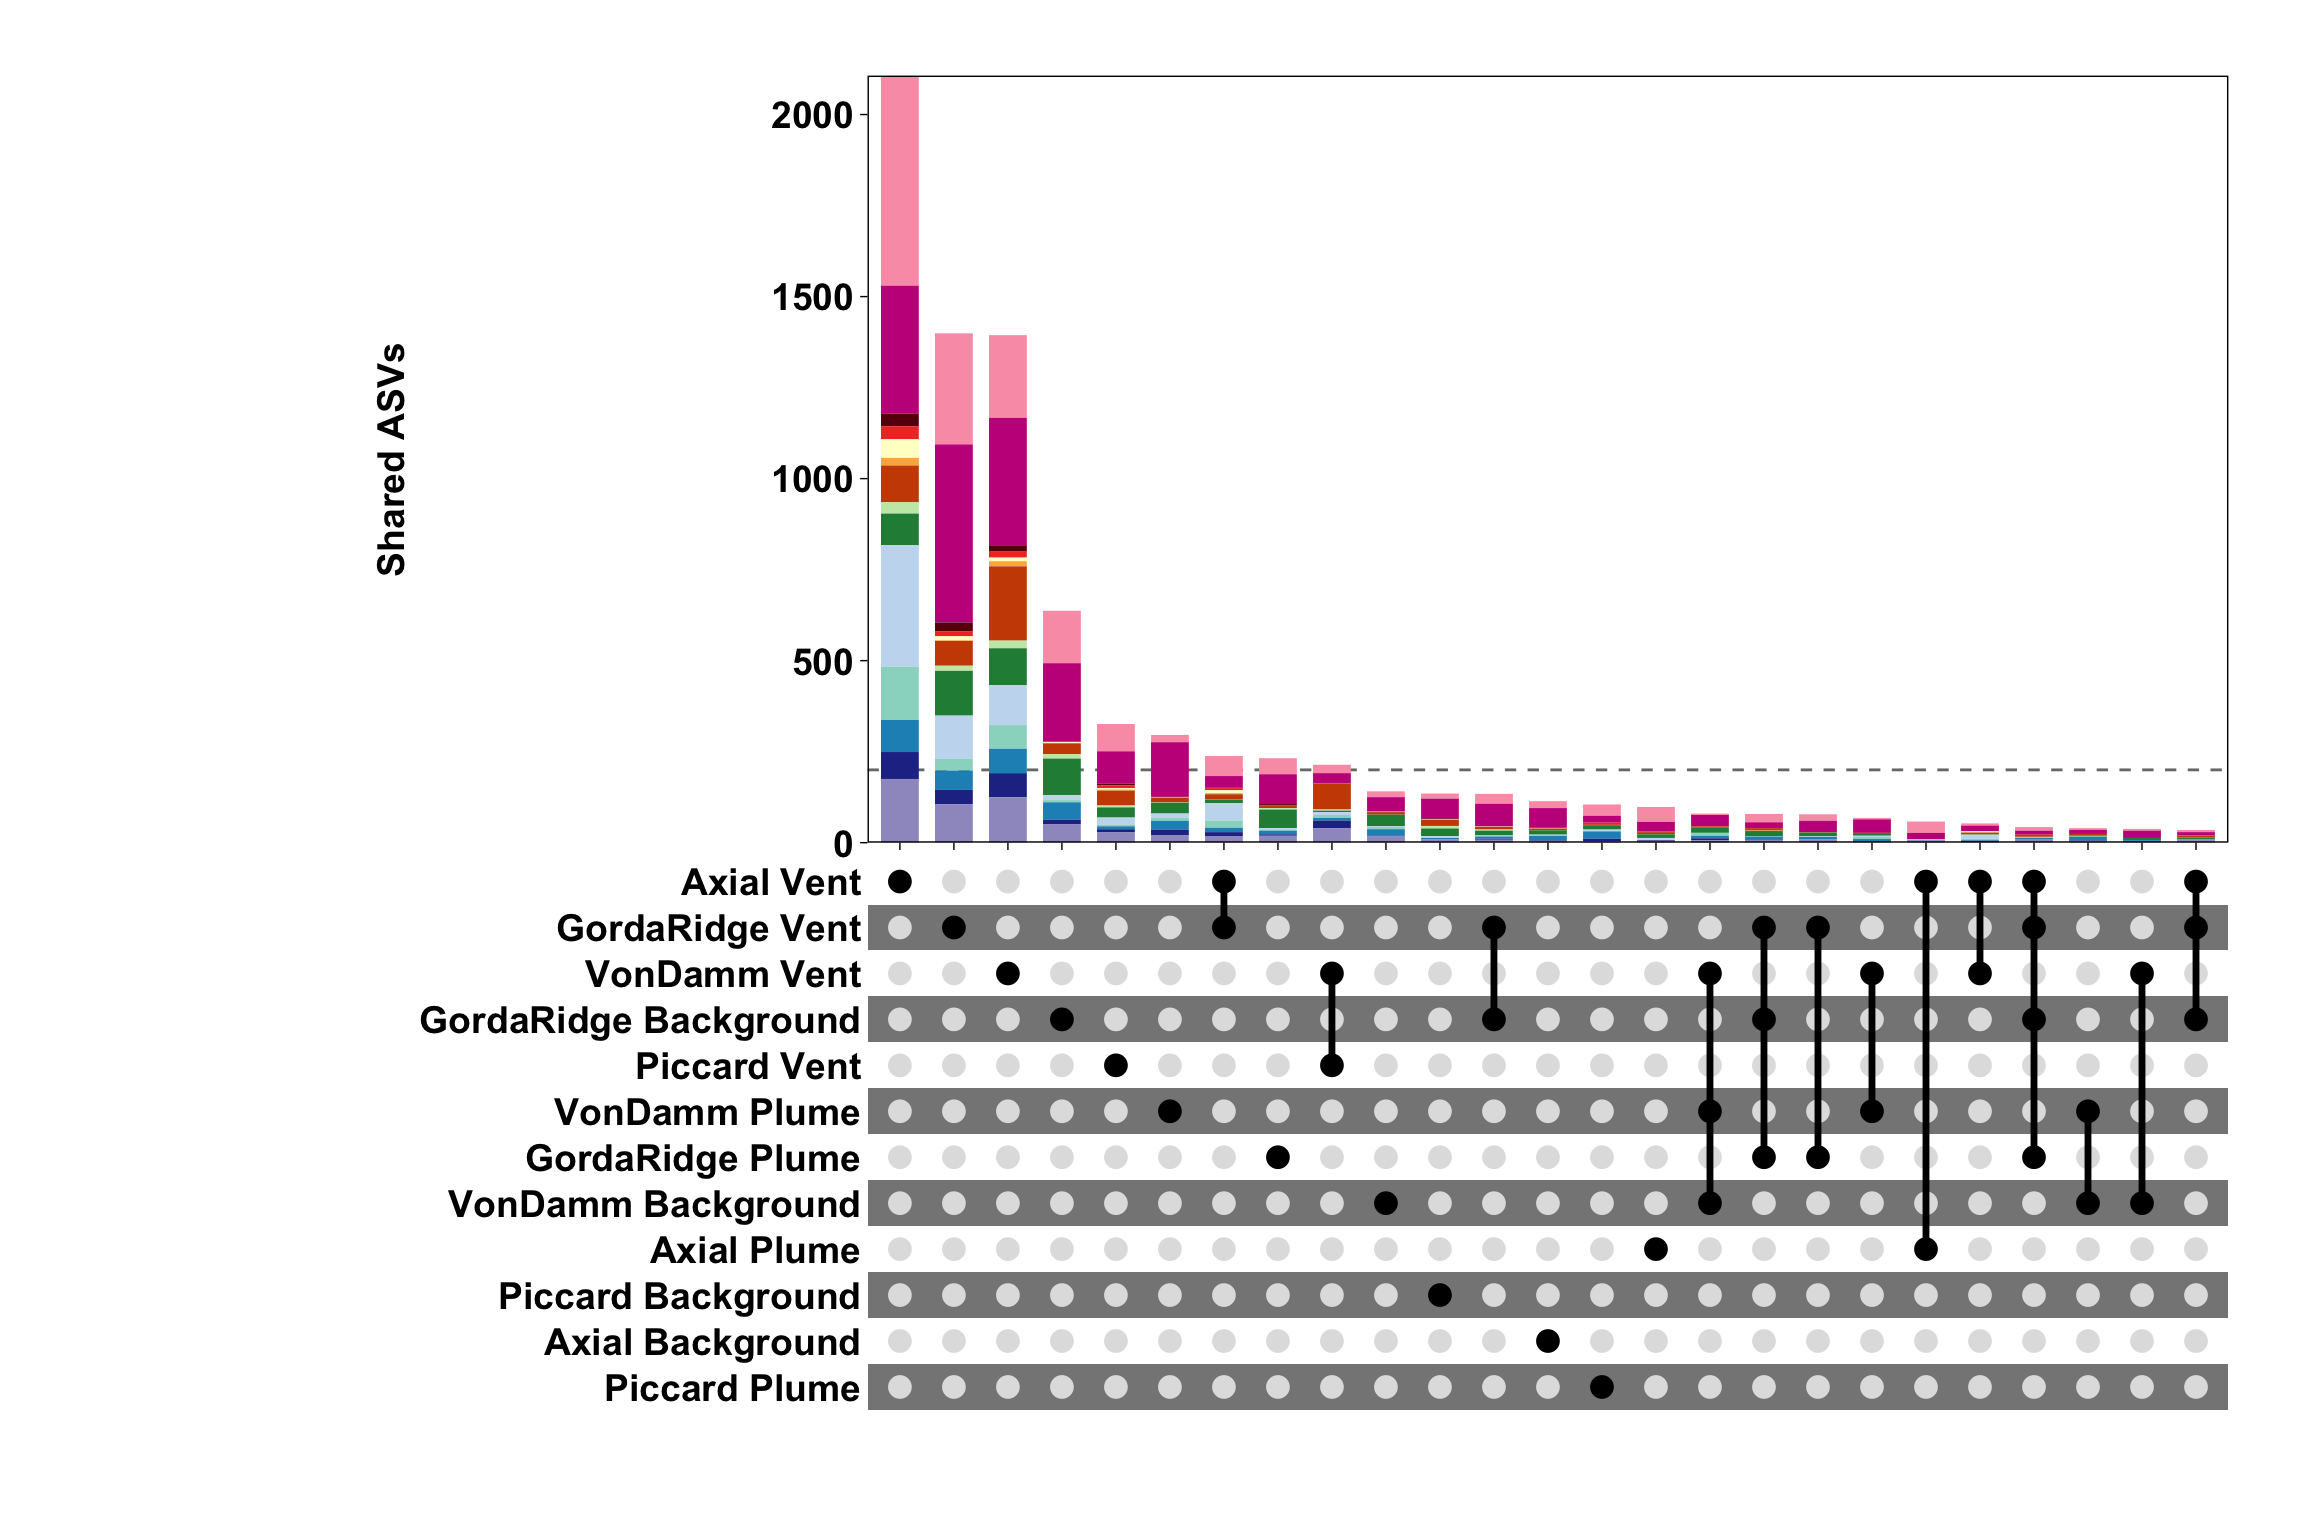 Shared ASVs
2000
1500
1000
500
0
Axial Vent
GordaRidge Vent
VonDamm Vent
GordaRidge Background
Piccard Vent
VonDamm Plume
GordaRidge Plume
VonDamm Background
Axial Plume
Piccard Background
Axial Background
Piccard Plume